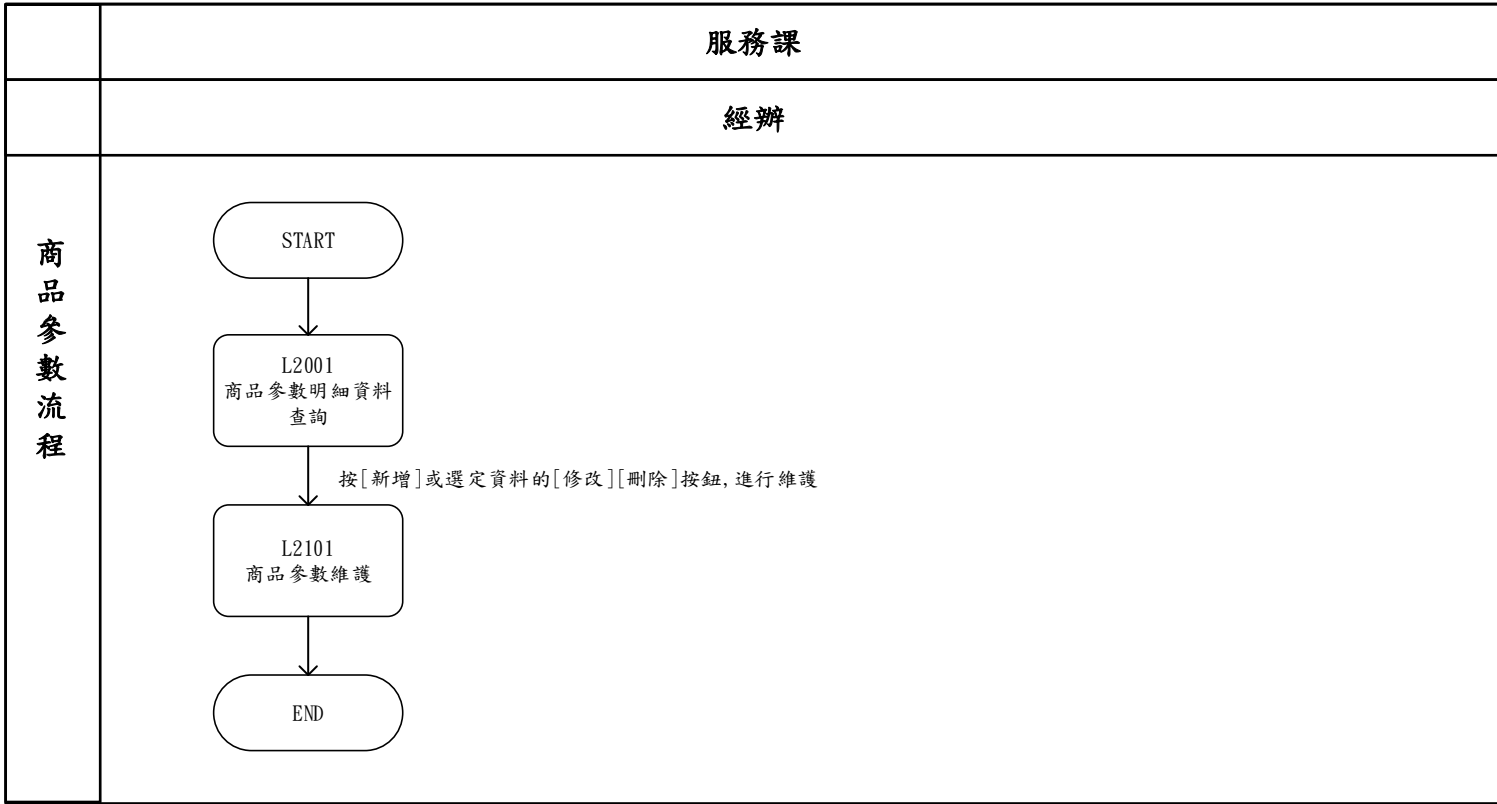 服務課
經辦
商品參數流程
START
L2001
商品參數明細資料
查詢
按[新增]或選定資料的[修改][刪除]按鈕,進行維護
L2101
商品參數維護
END